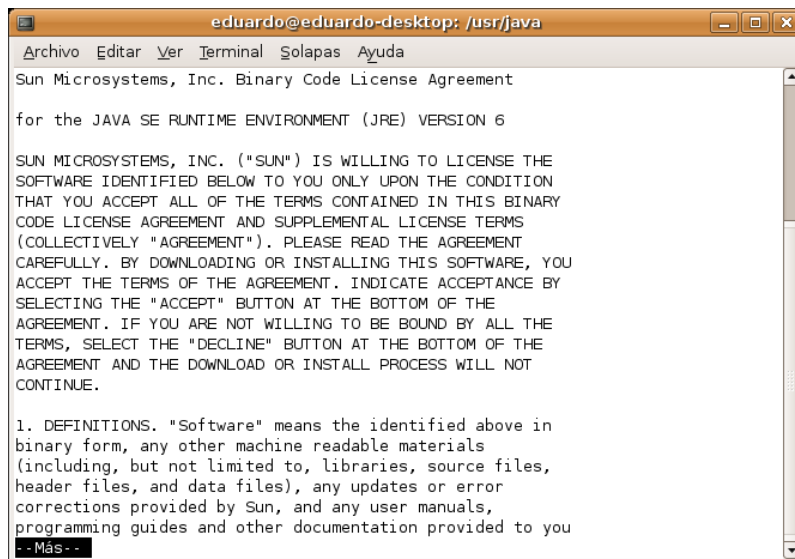 eduardo@eduardo-desktop: /usr/java
Archivo Editar Ver Terminal Solapas Ayuda
Sun Microsystems, Inc. Binary Code License Agreement
for the JAVA SE RUNTIME ENVIRONMENT (JRE) VERSION 6
SUN MICROSYSTEMS, INC. ("SUN") IS WILLING TO LICENSE THE
SOFTWARE IDENTIFIED BELOW TO YOU ONLY UPON THE CONDITION
THAT YOU ACCEPT ALL OF THE TERMS CONTAINED IN THIS BINARY
CODE LICENSE AGREEMENT AND SUPPLEMENTAL LICENSE TERMS
(COLLECTIVELY "AGREEMENT"). PLEASE READ THE AGREEMENT
CAREFULLY. BY DOWNLOADING OR INSTALLING THIS SOFTWARE, YOU
ACCEPT THE TERMS OF THE AGREEMENT. INDICATE ACCEPTANCE BY
SELECTING THE "ACCEPT" BUTTON AT THE BOTTOM OF THE
AGREEMENT. IF YOU ARE NOT WILLING TO BE BOUND BY ALL THE
TERMS, SELECT THE "DECLINE" BUTTON AT THE BOTTOM OF THE
AGREEMENT AND THE DOWNLOAD OR INSTALL PROCESS WILL NOT
CONTINUE.
1. DEFINITIONS. "Software" means the identified above in
binary form, any other machine readable materials
(including, but not limited to, libraries, source files,
header files, and data files), any updates or error
corrections provided by Sun, and any user manuals,
programming guides and other documentation provided to you
--Más--